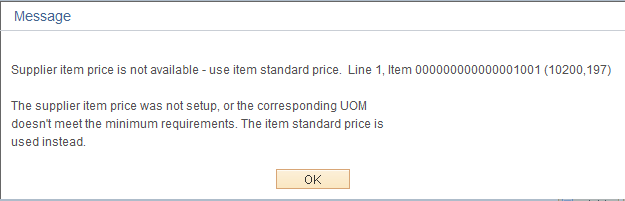 Message
Supplier item price is not available - use item standard price.  Line 1, Item 000000000000001001 (10200,197)
The supplier item price was not setup, or the corresponding UOM
doesn't meet the minimum requirements. The item standard price is
used instead.
OK